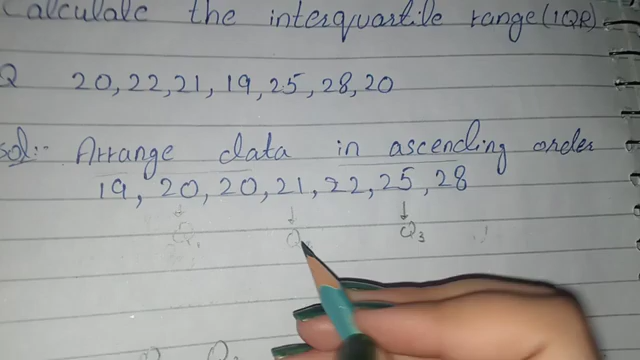 Calculate the interquartile range (IQR)
Q 20, 22, 21, 19, 25, 28, 20
Sol:- Arrange data in ascending order
19, 20, 20, 21, 22, 25, 28
Q1 Q Q3